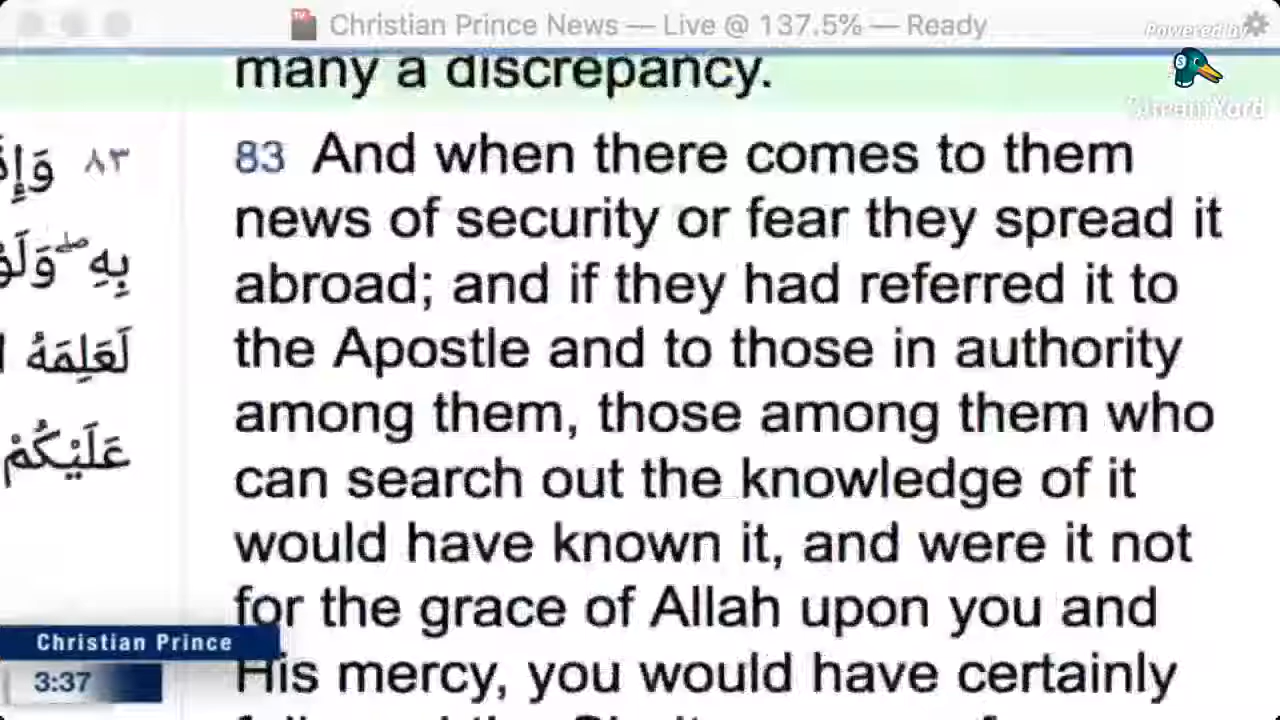 Christian Prince News — Live @ 137.5% — Ready
Powered by
StreamYard
many a discrepancy.
83 And when there comes to them
news of security or fear they spread it
abroad; and if they had referred it to
the Apostle and to those in authority
among them, those among them who
can search out the knowledge of it
would have known it, and were it not
for the grace of Allah upon you and
His mercy, you would have certainly
٨٣
بِهِ ۖ
لَعَلِمَهُ
عَلَيْكُمْ
Christian Prince
3:37